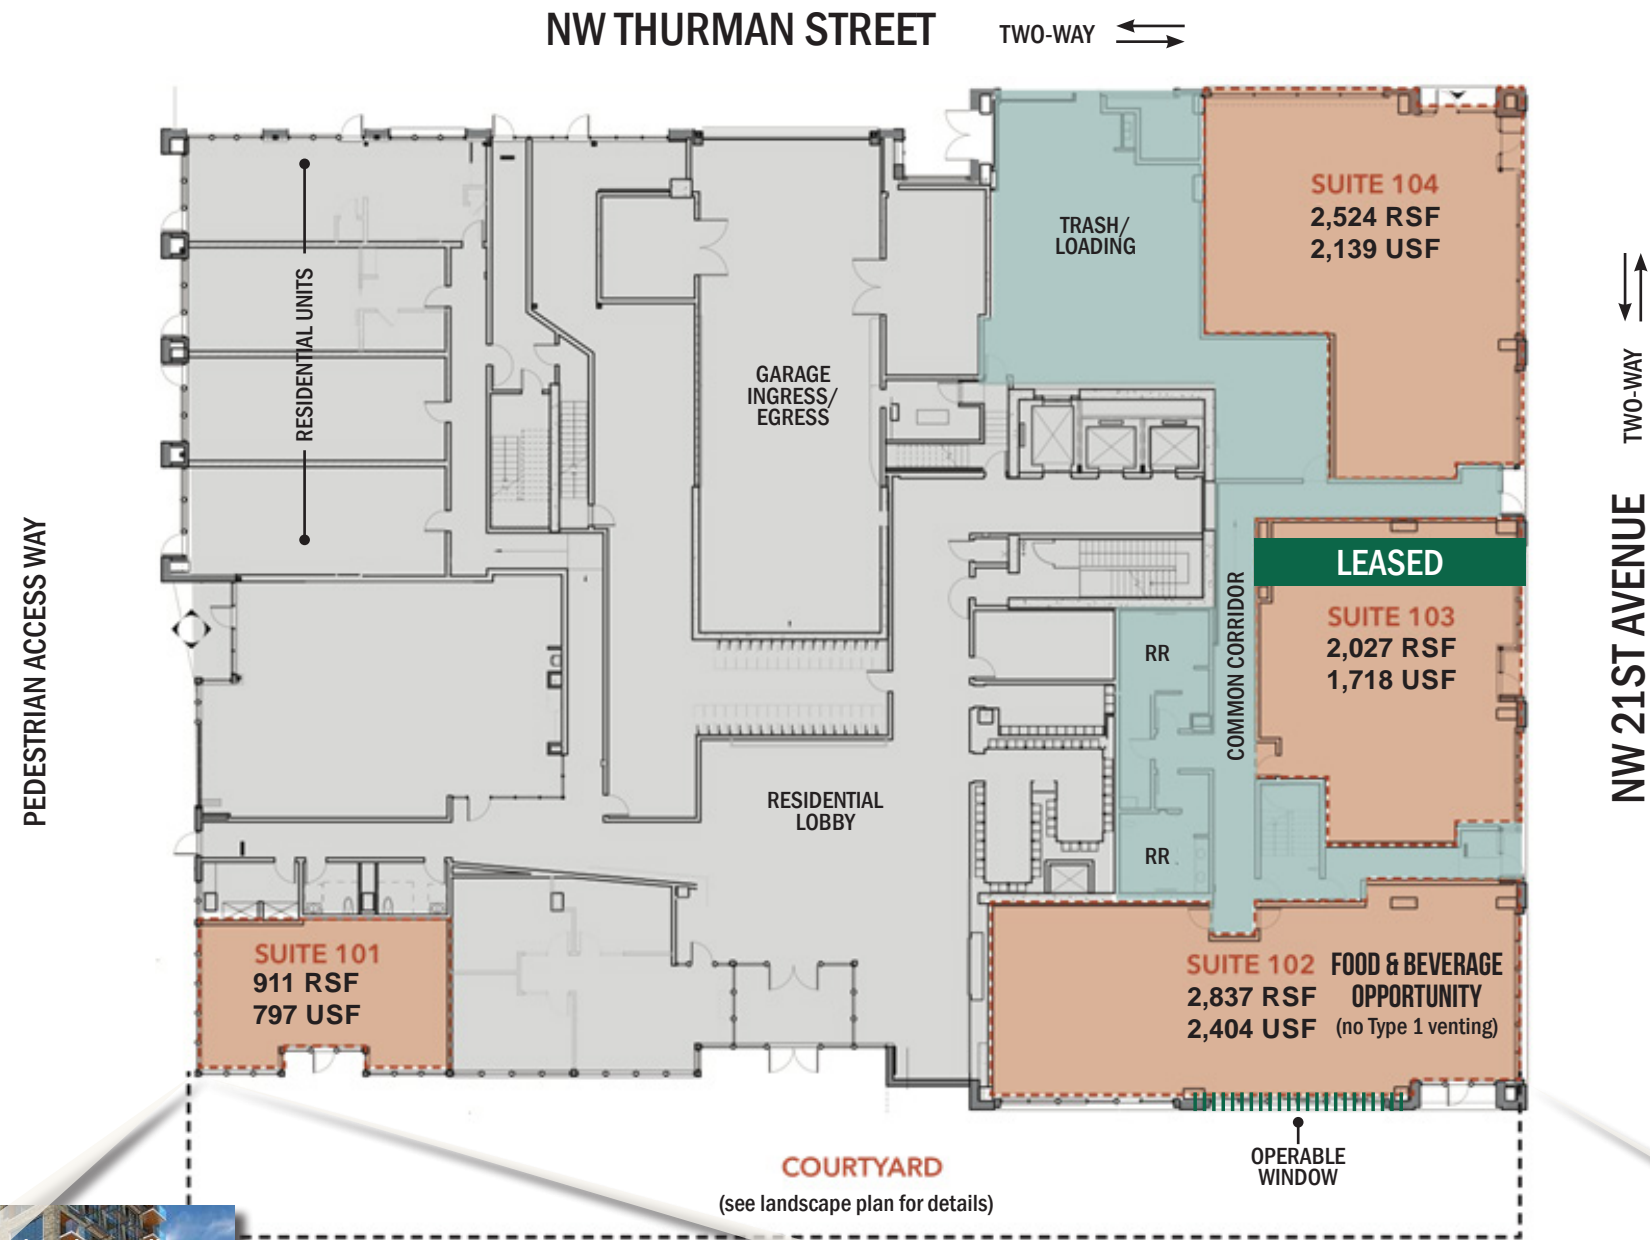 NW THURMAN STREET
TWO-WAY
TRASH/
LOADING
SUITE 104
2,524 RSF
2,139 USF
RESIDENTIAL UNITS
GARAGE
INGRESS/
EGRESS
TWO-WAY
NW 21ST AVENUE
PEDESTRIAN ACCESS WAY
LEASED
SUITE 103
2,027 RSF
1,718 USF
COMMON CORRIDOR
RR
RR
RESIDENTIAL
LOBBY
SUITE 101
911 RSF
797 USF
SUITE 102
2,837 RSF
2,404 USF
FOOD & BEVERAGE
OPPORTUNITY
(no Type 1 venting)
OPERABLE
WINDOW
COURTYARD
(see landscape plan for details)